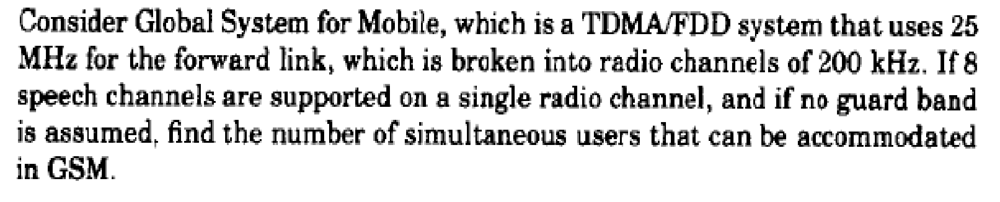 Consider Global System for Mobile, which is a TDMA/FDD system that uses 25
MHz for the forward link, which is broken into radio channels of 200 kHz. If 8
speech channels are supported on a single radio channel, and if no guard band
is assumed, find the number of simultaneous users that can be accommodated
in GSM.